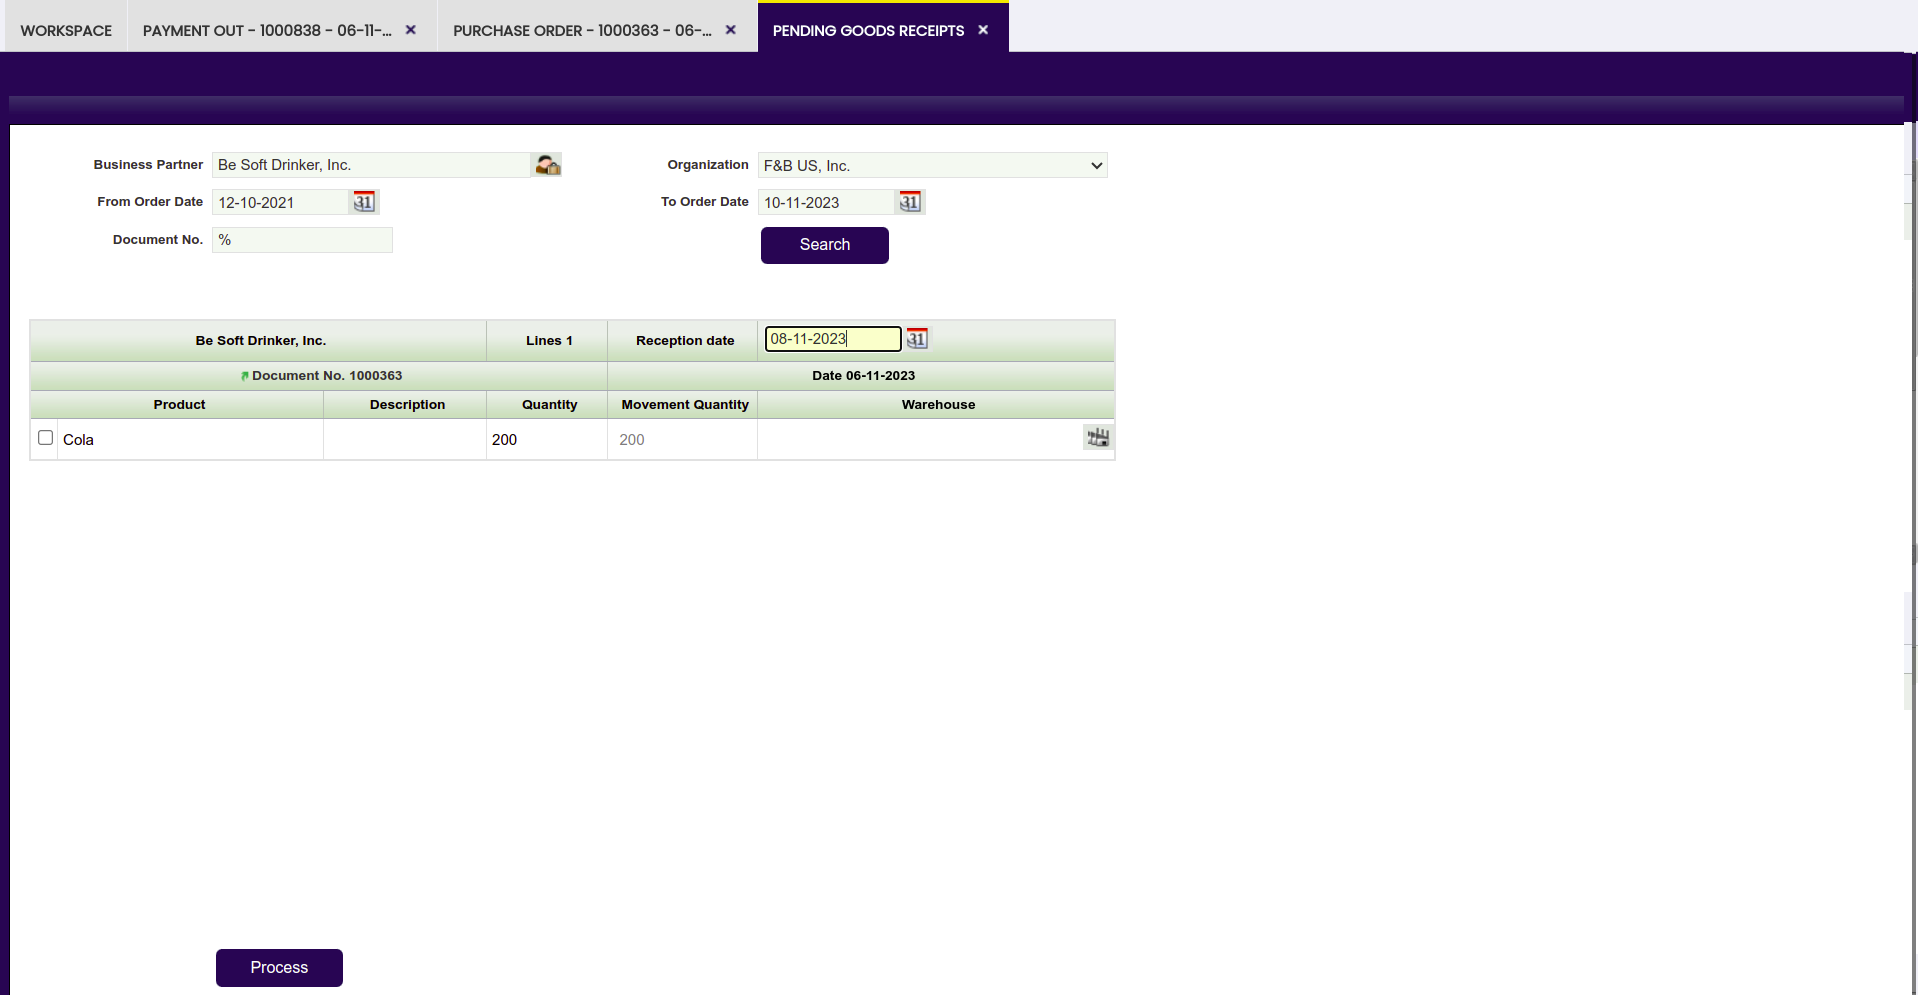 WORKSPACE
PAYMENT OUT - 1000838 - 06-11-...
PURCHASE ORDER - 1000363 - 06-...
PENDING GOODS RECEIPTS
Business Partner Be Soft Drinker, Inc. Organization F&B US, Inc.
From Order Date 12-10-2021 31 To Order Date 10-11-2023 31
Document No. % Search
Be Soft Drinker, Inc. Lines 1 Reception date 08-11-2023 31
Document No. 1000363 Date 06-11-2023
Product Description Quantity Movement Quantity Warehouse
Cola 200 200
Process